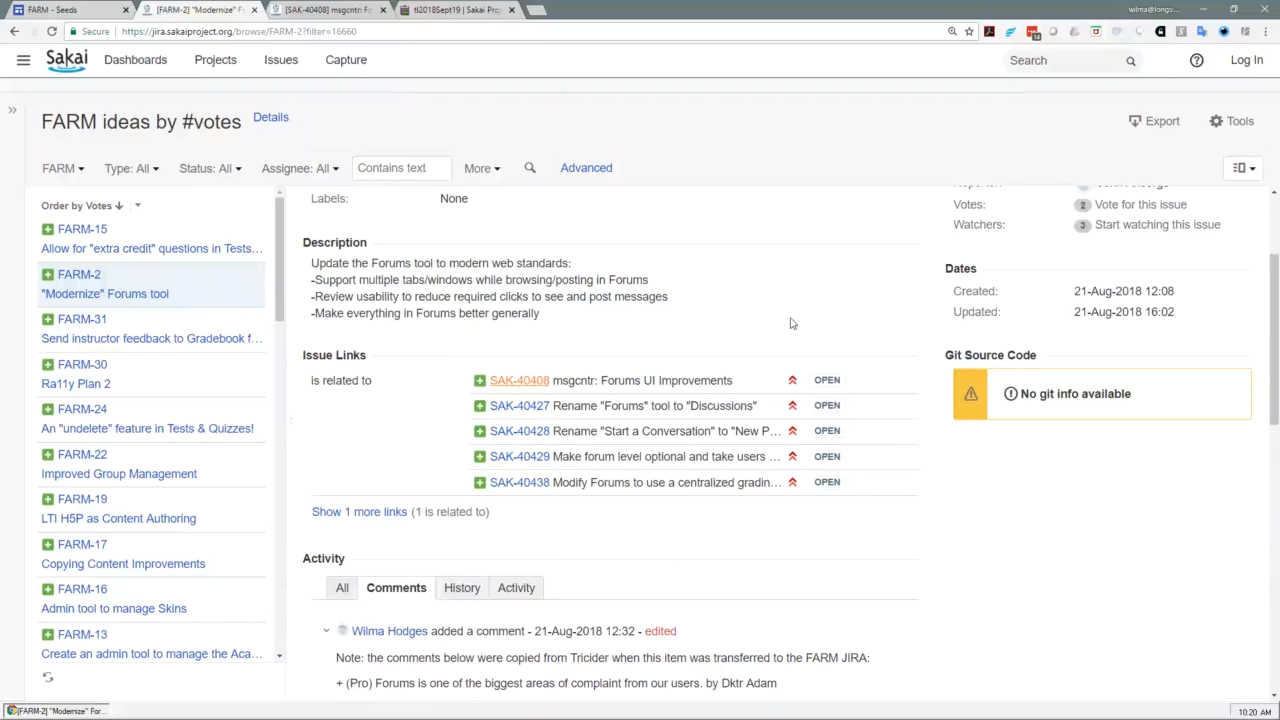 FARM - Seeds
[FARM-2] "Modernize" F
[SAK-40408] msgcntr: Fo
tl2018Sept19 | Sakai Pro
wilma@longs
Secure
https://jira.sakaiproject.org/browse/FARM-2?filter=16660
Sakai
Dashboards
Projects
Issues
Capture
Search
Log In
FARM ideas by #votes
Details
Export
Tools
FARM
Type: All
Status: All
Assignee: All
Contains text
More
Advanced
Order by Votes
FARM-15
Allow for "extra credit" questions in Tests…
FARM-2
"Modernize" Forums tool
FARM-31
Send instructor feedback to Gradebook f…
FARM-30
Ra11y Plan 2
FARM-24
An "undelete" feature in Tests & Quizzes!
FARM-22
Improved Group Management
FARM-19
LTI H5P as Content Authoring
FARM-17
Copying Content Improvements
FARM-16
Admin tool to manage Skins
FARM-13
Create an admin tool to manage the Aca…
Labels:
None
Description
Update the Forums tool to modern web standards:
-Support multiple tabs/windows while browsing/posting in Forums
-Review usability to reduce required clicks to see and post messages
-Make everything in Forums better generally
Issue Links
is related to
SAK-40408 msgcntr: Forums UI Improvements OPEN
SAK-40427 Rename "Forums" tool to "Discussions" OPEN
SAK-40428 Rename "Start a Conversation" to "New P… OPEN
SAK-40429 Make forum level optional and take users … OPEN
SAK-40438 Modify Forums to use a centralized gradin… OPEN
Show 1 more links (1 is related to)
Activity
All
Comments
History
Activity
Wilma Hodges added a comment - 21-Aug-2018 12:32 - edited
Note: the comments below were copied from Tricider when this item was transferred to the FARM JIRA:
+ (Pro) Forums is one of the biggest areas of complaint from our users. by Dktr Adam
Votes:
2 Vote for this issue
Watchers:
3 Start watching this issue
Dates
Created:
21-Aug-2018 12:08
Updated:
21-Aug-2018 16:02
Git Source Code
No git info available
[FARM-2] "Modernize" For...
10:20 AM